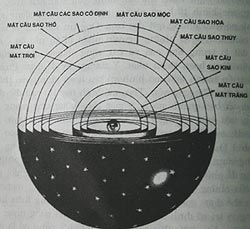 MẶT CẦU CÁC SAO CỐ ĐỊNH
MẶT CẦU SAO MỘC
MẶT CẦU SAO HỎA
MẶT CẦU SAO THỔ
MẶT CẦU SAO THỦY
MẶT CẦU
MẶT TRỜI
MẶT CẦU
SAO KIM
MẶT CẦU
MẶT TRĂNG